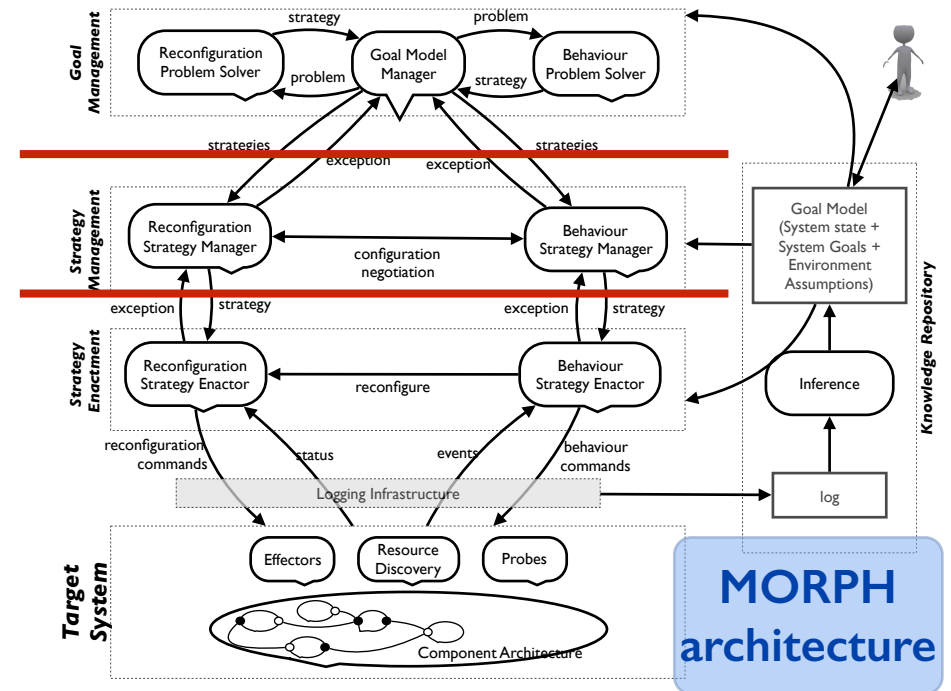 Goal
Management
strategy
problem
Reconfiguration
Problem Solver
Goal Model
Manager
Behaviour
Problem Solver
problem
strategy
strategies
exception
exception
strategies
Strategy
Management
Reconfiguration
Strategy Manager
configuration
negotiation
Behaviour
Strategy Manager
Goal Model
(System state +
System Goals +
Environment
Assumptions)
Knowledge Repository
exception
strategy
exception
strategy
Strategy
Enactment
Reconfiguration
Strategy Enactor
reconfigure
Behaviour
Strategy Enactor
Inference
reconfiguration
commands
status
events
behaviour
commands
Logging Infrastructure
log
Target
System
Effectors
Resource
Discovery
Probes
Component Architecture
MORPH
architecture